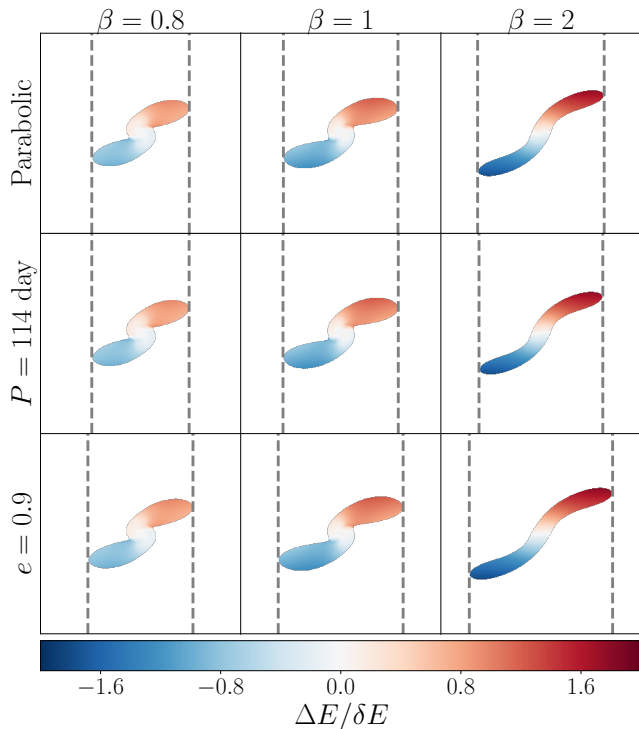 β = 0.8 β = 1 β = 2
Parabolic
P = 114 day
e = 0.9
−1.6 −0.8 0.0 0.8 1.6
ΔE/δE